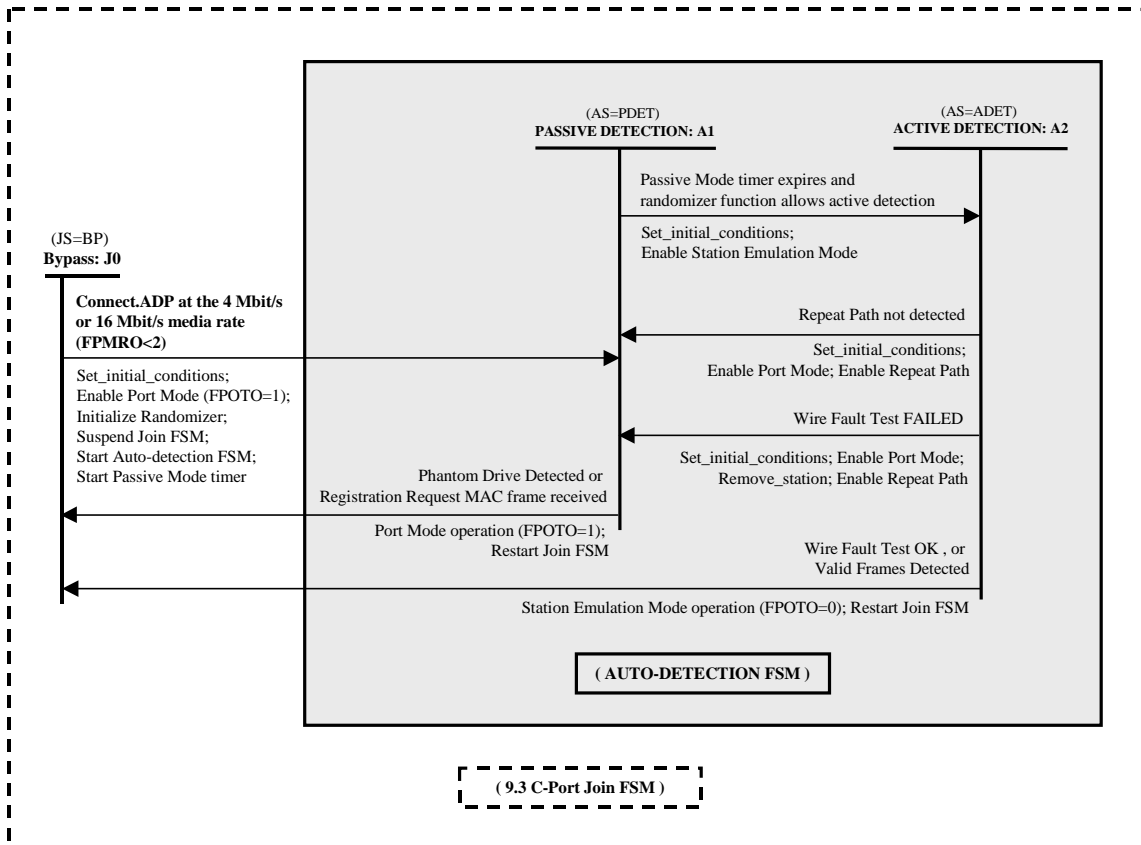 (AS=PDET)
PASSIVE DETECTION: A1
(AS=ADET)
ACTIVE DETECTION: A2
Passive Mode timer expires and
randomizer function allows active detection
Set_initial_conditions;
Enable Station Emulation Mode
(JS=BP)
Bypass: J0
Connect.ADP at the 4 Mbit/s
or 16 Mbit/s media rate
(FPMRO<2)
Set_initial_conditions;
Enable Port Mode (FPOTO=1);
Initialize Randomizer;
Suspend Join FSM;
Start Auto-detection FSM;
Start Passive Mode timer
Repeat Path not detected
Set_initial_conditions;
Enable Port Mode; Enable Repeat Path
Wire Fault Test FAILED
Set_initial_conditions; Enable Port Mode;
Remove_station; Enable Repeat Path
Phantom Drive Detected or
Registration Request MAC frame received
Port Mode operation (FPOTO=1);
Restart Join FSM
Wire Fault Test OK , or
Valid Frames Detected
Station Emulation Mode operation (FPOTO=0); Restart Join FSM
( AUTO-DETECTION FSM )
( 9.3 C-Port Join FSM )